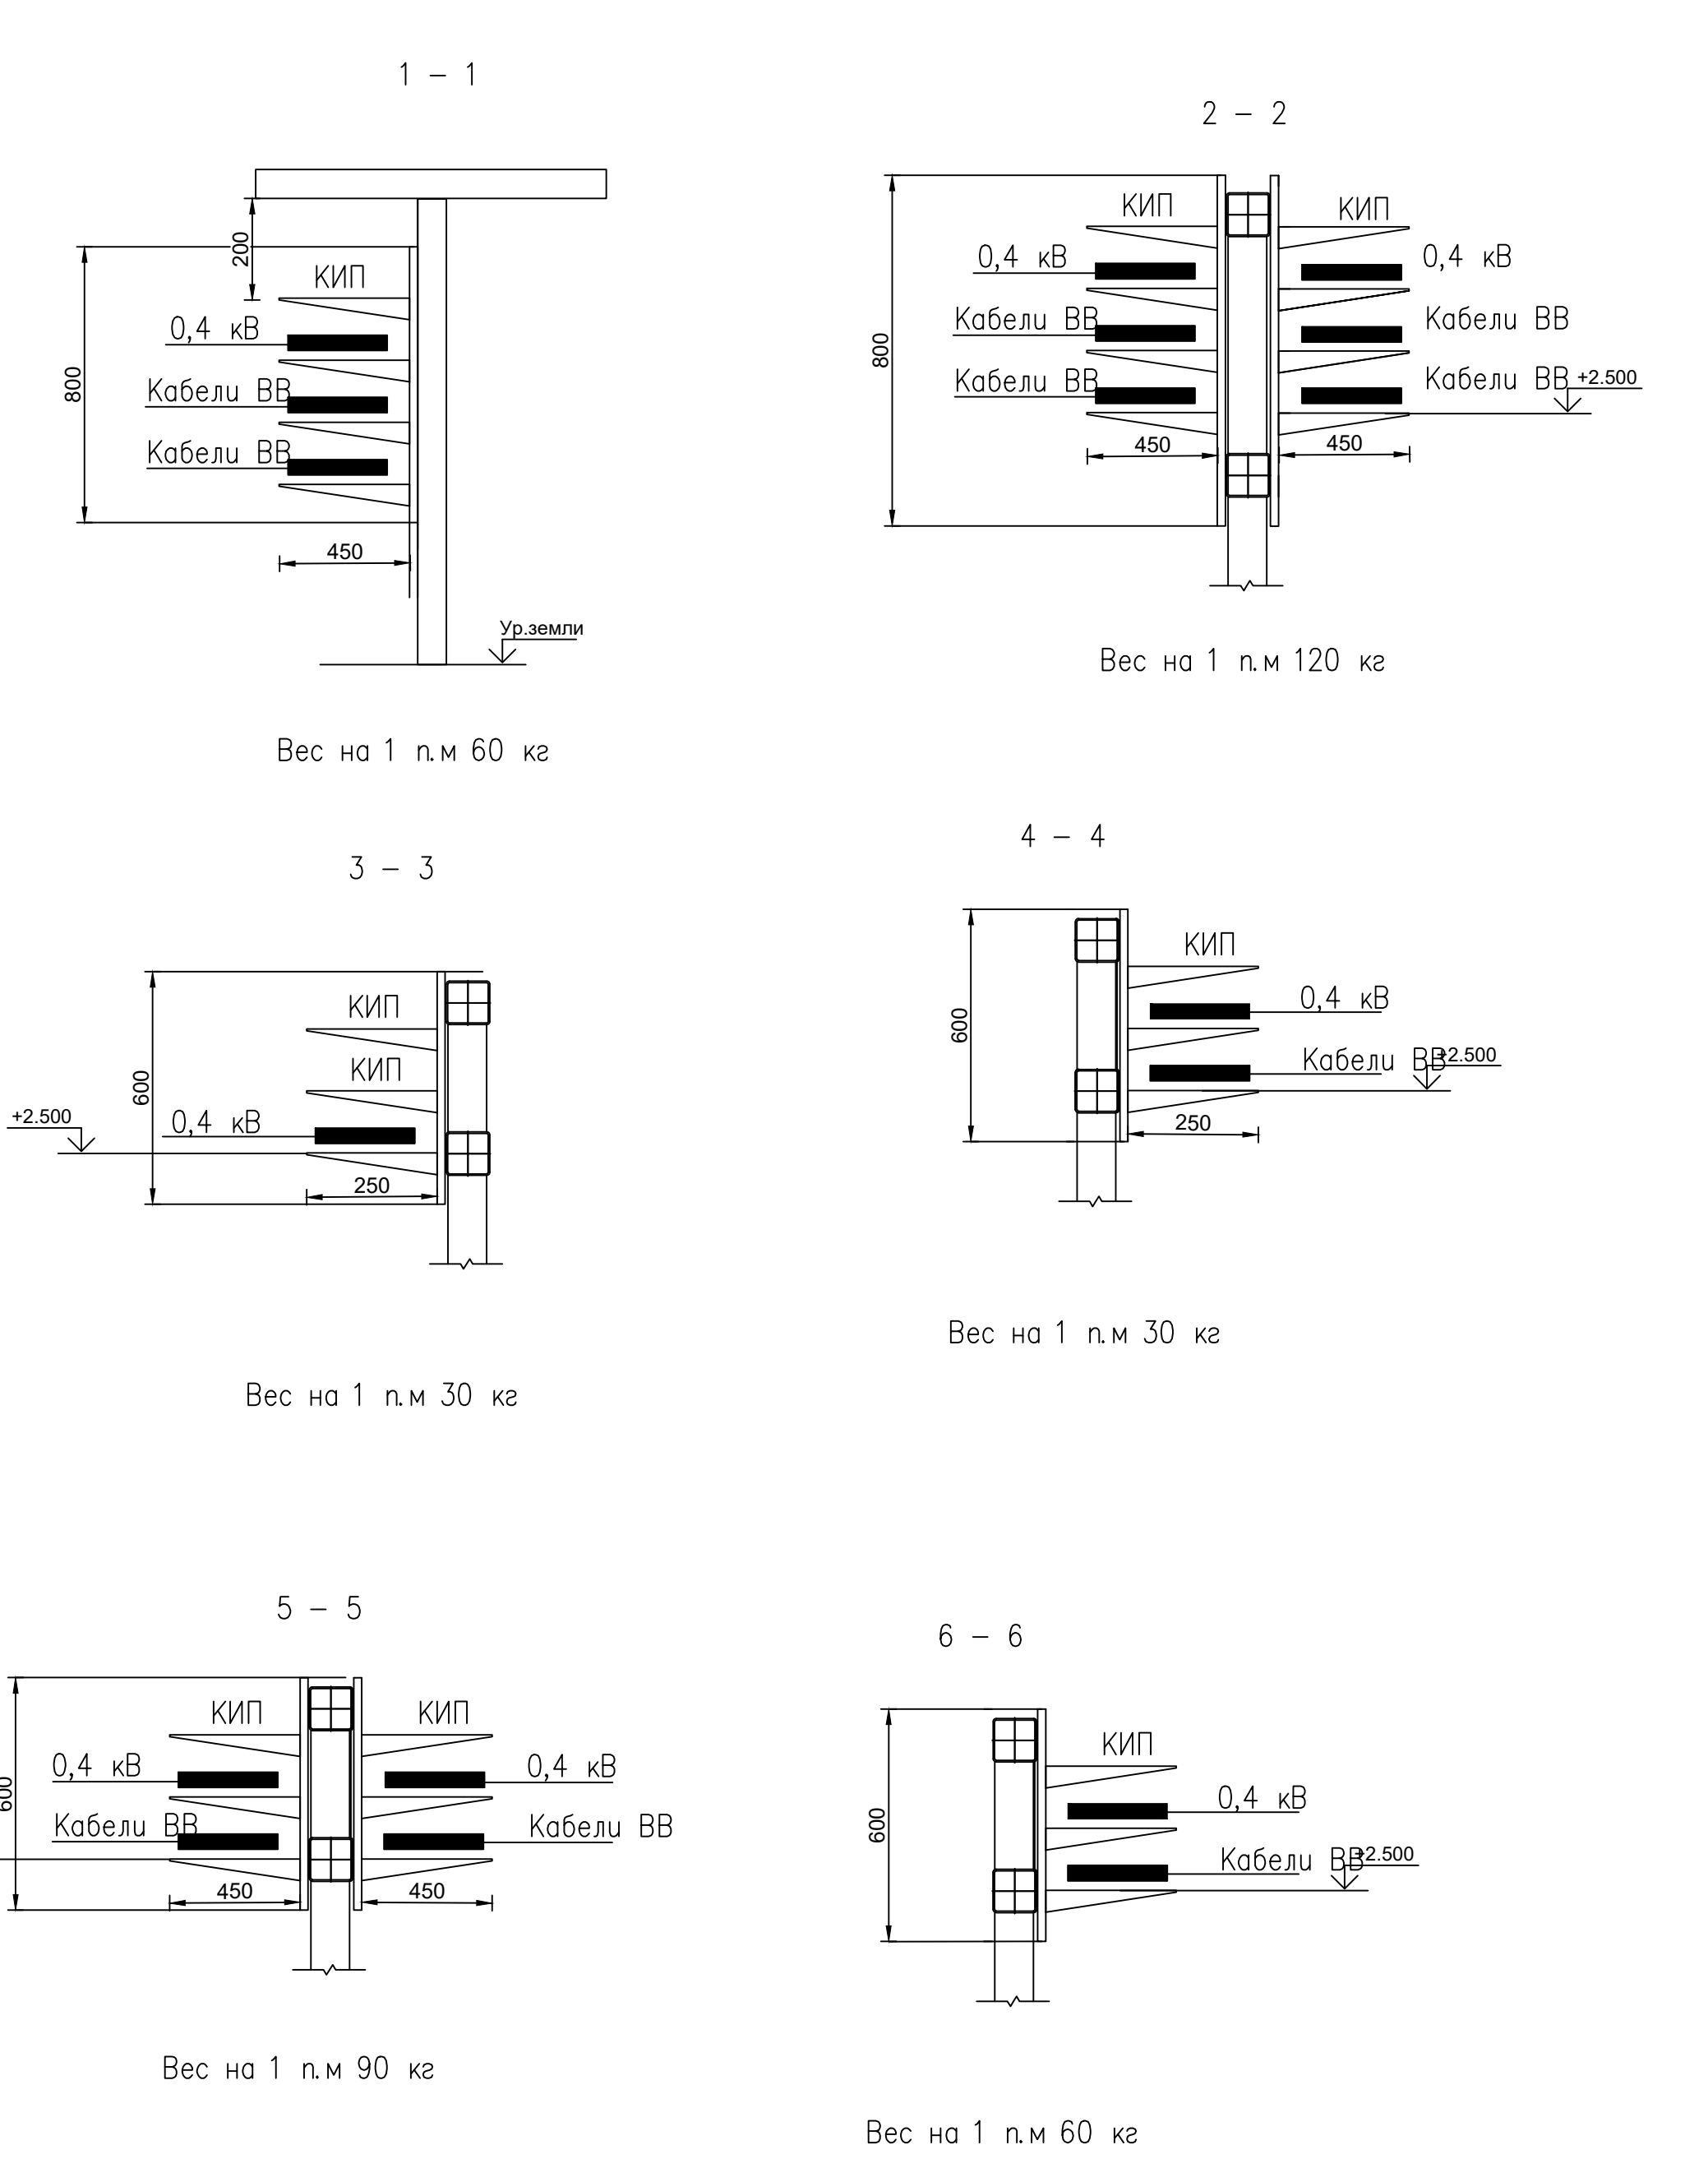 1 - 1
200
КИП
0,4 кВ
800
Кабели ВВ
Кабели ВВ
450
Ур.земли
Вес на 1 п.м 60 кг
2 - 2
КИП
КИП
0,4 кВ
0,4 кВ
Кабели ВВ
Кабели ВВ
800
Кабели ВВ
Кабели ВВ
+2.500
450
450
Вес на 1 п.м 120 кг
3 - 3
КИП
КИП
600
+2.500
0,4 кВ
250
Вес на 1 п.м 30 кг
4 - 4
КИП
0,4 кВ
600
Кабели ВВ
+2.500
250
Вес на 1 п.м 30 кг
5 - 5
КИП
КИП
0,4 кВ
0,4 кВ
600
Кабели ВВ
Кабели ВВ
450
450
Вес на 1 п.м 90 кг
6 - 6
КИП
0,4 кВ
600
Кабели ВВ
+2.500
Вес на 1 п.м 60 кг